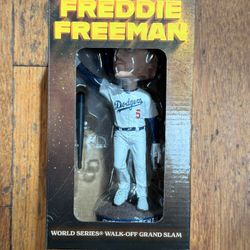 FREDDIE
FREEMAN
Dodgers
5
WORLD SERIES® WALK-OFF GRAND SLAM